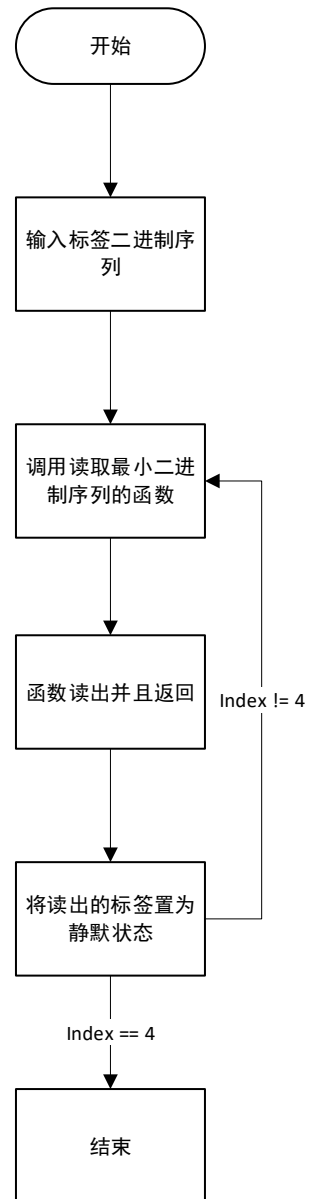 开始
输入标签二进制序
列
调用读取最小二进
制序列的函数
函数读出并且返回
Index != 4
将读出的标签置为
静默状态
Index == 4
结束